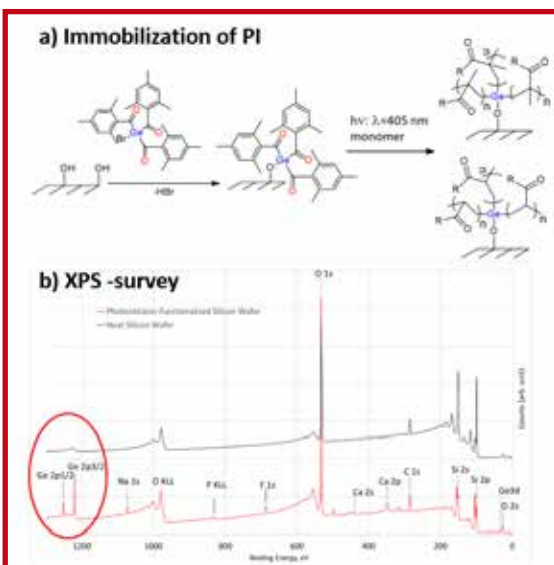 a) Immobilization of PI
OH OH
Br
Ge
O
O
O
-HBr
Ge
O
O
O
O
hν: λ=405 nm
monomer
R
O
R
O
R
O
Ge
n
n
n
O
R
O
R
O
R
O
Ge
n
n
n
O
b) XPS -survey
O 1s
Photoinitiator Functionalized Silicon Wafer
Neat Silicon Wafer
Counts [arb. units]
Ge 2p1/2
Ge 2p3/2
Na 1s
O KLL
F KLL
F 1s
Ca 2s
Ca 2p
C 1s
Si 2s
Si 2p
Ge3d
O 2s
1200 1000 800 600 400 200 0
Binding Energy, eV